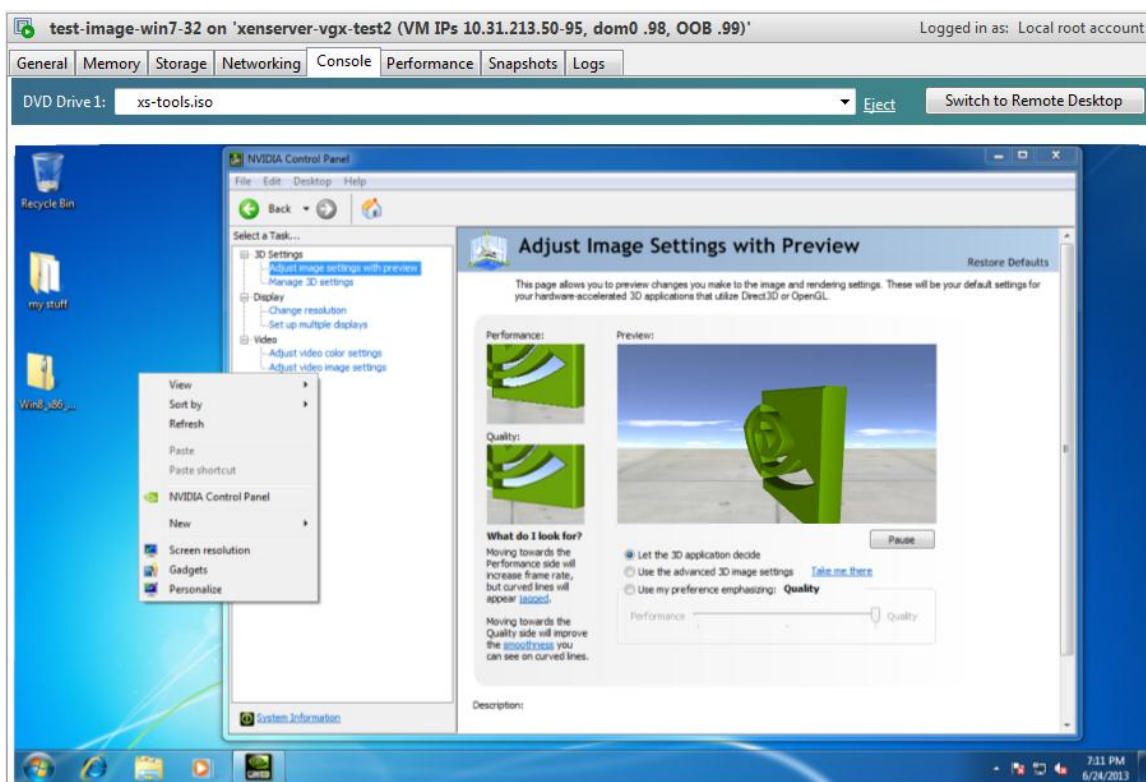 test-image-win7-32 on 'xenserver-vgx-test2 (VM IPs 10.31.213.50-95, dom0 .98, OOB .99)'
Logged in as: Local root account
General Memory Storage Networking Console Performance Snapshots Logs
DVD Drive 1: xs-tools.iso Eject Switch to Remote Desktop
Recycle Bin
my stuff
Win8_x86_...
NVIDIA Control Panel
File Edit Desktop Help
Back
Select a Task...
3D Settings
Adjust image settings with preview
Manage 3D settings
Display
Change resolution
Set up multiple displays
Video
Adjust video color settings
Adjust video image settings
System Information
View
Sort by
Refresh
Paste
Paste shortcut
NVIDIA Control Panel
New
Screen resolution
Gadgets
Personalize
Adjust Image Settings with Preview
Restore Defaults
This page allows you to preview changes you make to the image and rendering settings. These will be your default settings for
your hardware-accelerated 3D applications that utilize Direct3D or OpenGL.
Performance:
Quality:
What do I look for?
Moving towards the
Performance side will
increase frame rate,
but curved lines will
appear jagged.
Moving towards the
Quality side will improve
the smoothness you
can see on curved lines.
Preview:
Pause
Let the 3D application decide
Use the advanced 3D image settings Take me there
Use my preference emphasizing: Quality
Performance Quality
Description:
7:11 PM
6/24/2013